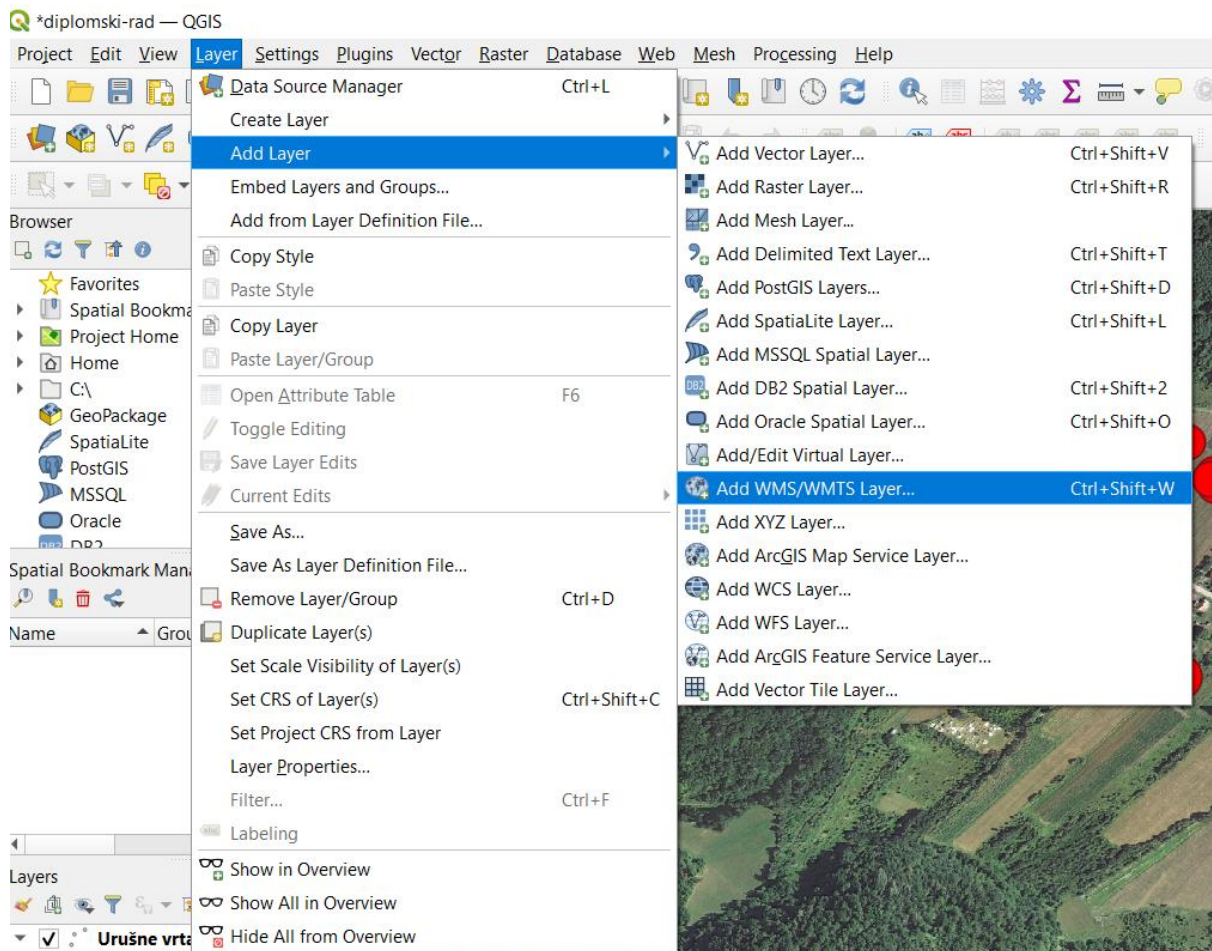 *diplomski-rad — QGIS
Project Edit View Layer Settings Plugins Vector Raster Database Web Mesh Processing Help
Data Source Manager Ctrl+L
Create Layer
Add Layer
Embed Layers and Groups...
Add from Layer Definition File...
Copy Style
Paste Style
Copy Layer
Paste Layer/Group
Open Attribute Table F6
Toggle Editing
Save Layer Edits
Current Edits
Save As...
Save As Layer Definition File...
Remove Layer/Group Ctrl+D
Duplicate Layer(s)
Set Scale Visibility of Layer(s)
Set CRS of Layer(s) Ctrl+Shift+C
Set Project CRS from Layer
Layer Properties...
Filter... Ctrl+F
Labeling
Show in Overview
Show All in Overview
Hide All from Overview
Add Vector Layer... Ctrl+Shift+V
Add Raster Layer... Ctrl+Shift+R
Add Mesh Layer...
Add Delimited Text Layer... Ctrl+Shift+T
Add PostGIS Layers... Ctrl+Shift+D
Add SpatiaLite Layer... Ctrl+Shift+L
Add MSSQL Spatial Layer...
Add DB2 Spatial Layer... Ctrl+Shift+2
Add Oracle Spatial Layer... Ctrl+Shift+O
Add/Edit Virtual Layer...
Add WMS/WMTS Layer... Ctrl+Shift+W
Add XYZ Layer...
Add ArcGIS Map Service Layer...
Add WCS Layer...
Add WFS Layer...
Add ArcGIS Feature Service Layer...
Add Vector Tile Layer...
Browser
Favorites
Spatial Bookma
Project Home
Home
C:\
GeoPackage
SpatiaLite
PostGIS
MSSQL
Oracle
DB2
Spatial Bookmark Man
Name Grou
Layers
Urušne vrta